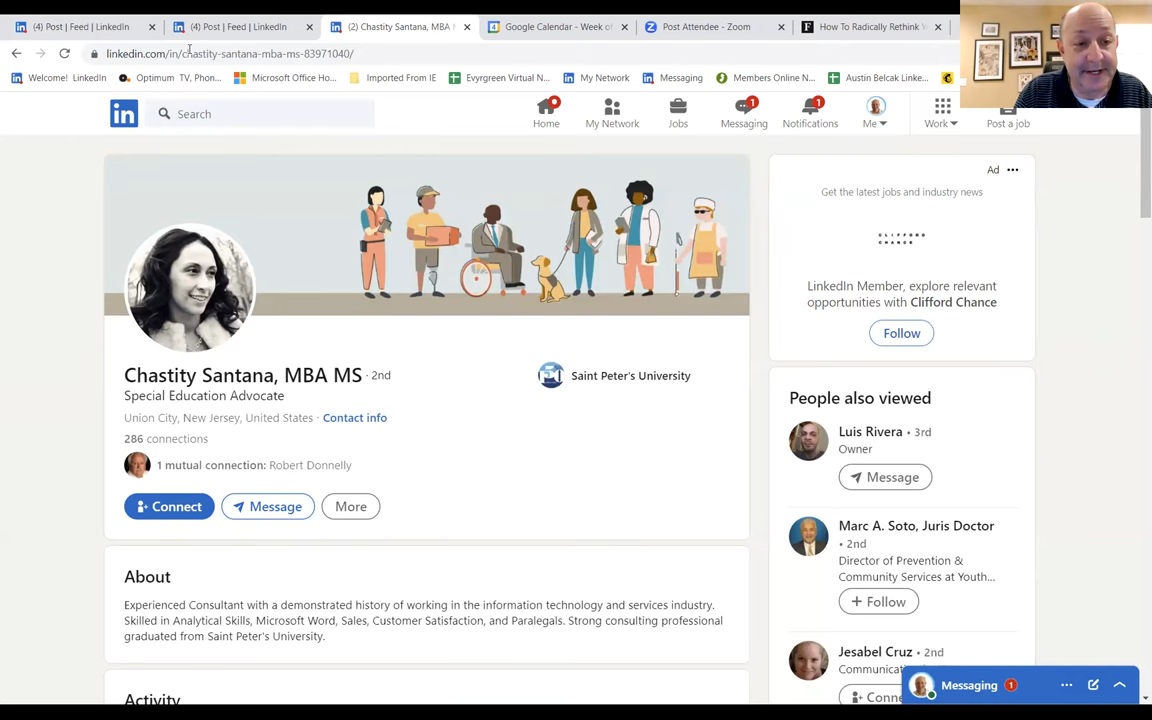 (4) Post | Feed | LinkedIn
(4) Post | Feed | LinkedIn
(2) Chastity Santana, MBA
Google Calendar - Week of
Post Attendee - Zoom
How To Radically Rethink
linkedin.com/in/chastity-santana-mba-ms-83971040/
Welcome! LinkedIn
Optimum TV, Phon...
Microsoft Office Ho...
Imported From IE
Evyrgreen Virtual N...
My Network
Messaging
Members Online N...
Austin Belcak Linke...
Search
Home
My Network
Jobs
1
Messaging
1
Notifications
Me
Work
Post a job
Chastity Santana, MBA MS · 2nd
Special Education Advocate
Union City, New Jersey, United States · Contact info
286 connections
1 mutual connection: Robert Donnelly
Connect
Message
More
Saint Peter's University
About
Experienced Consultant with a demonstrated history of working in the information technology and services industry.
Skilled in Analytical Skills, Microsoft Word, Sales, Customer Satisfaction, and Paralegals. Strong consulting professional
graduated from Saint Peter's University.
Activity
Ad
Get the latest jobs and industry news
CLIFFORD
CHANCE
LinkedIn Member, explore relevant
opportunities with Clifford Chance
Follow
People also viewed
Luis Rivera • 3rd
Owner
Message
Marc A. Soto, Juris Doctor
• 2nd
Director of Prevention &
Community Services at Youth...
+ Follow
Jesabel Cruz • 2nd
Messaging 1